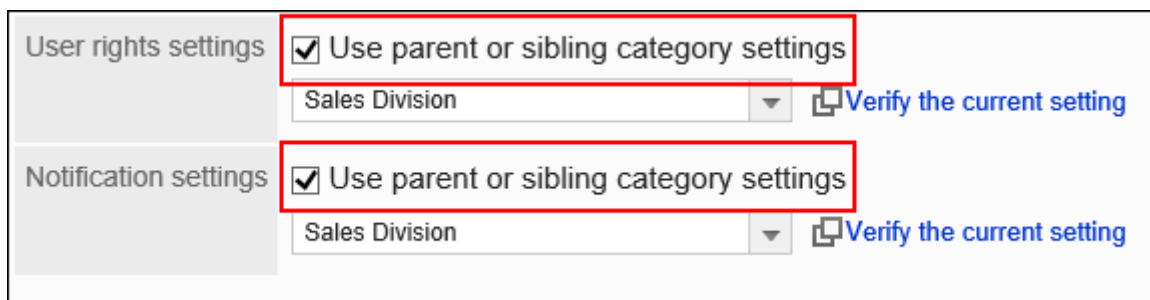 User rights settings
Use parent or sibling category settings
Sales Division
Verify the current setting
Notification settings
Use parent or sibling category settings
Sales Division
Verify the current setting